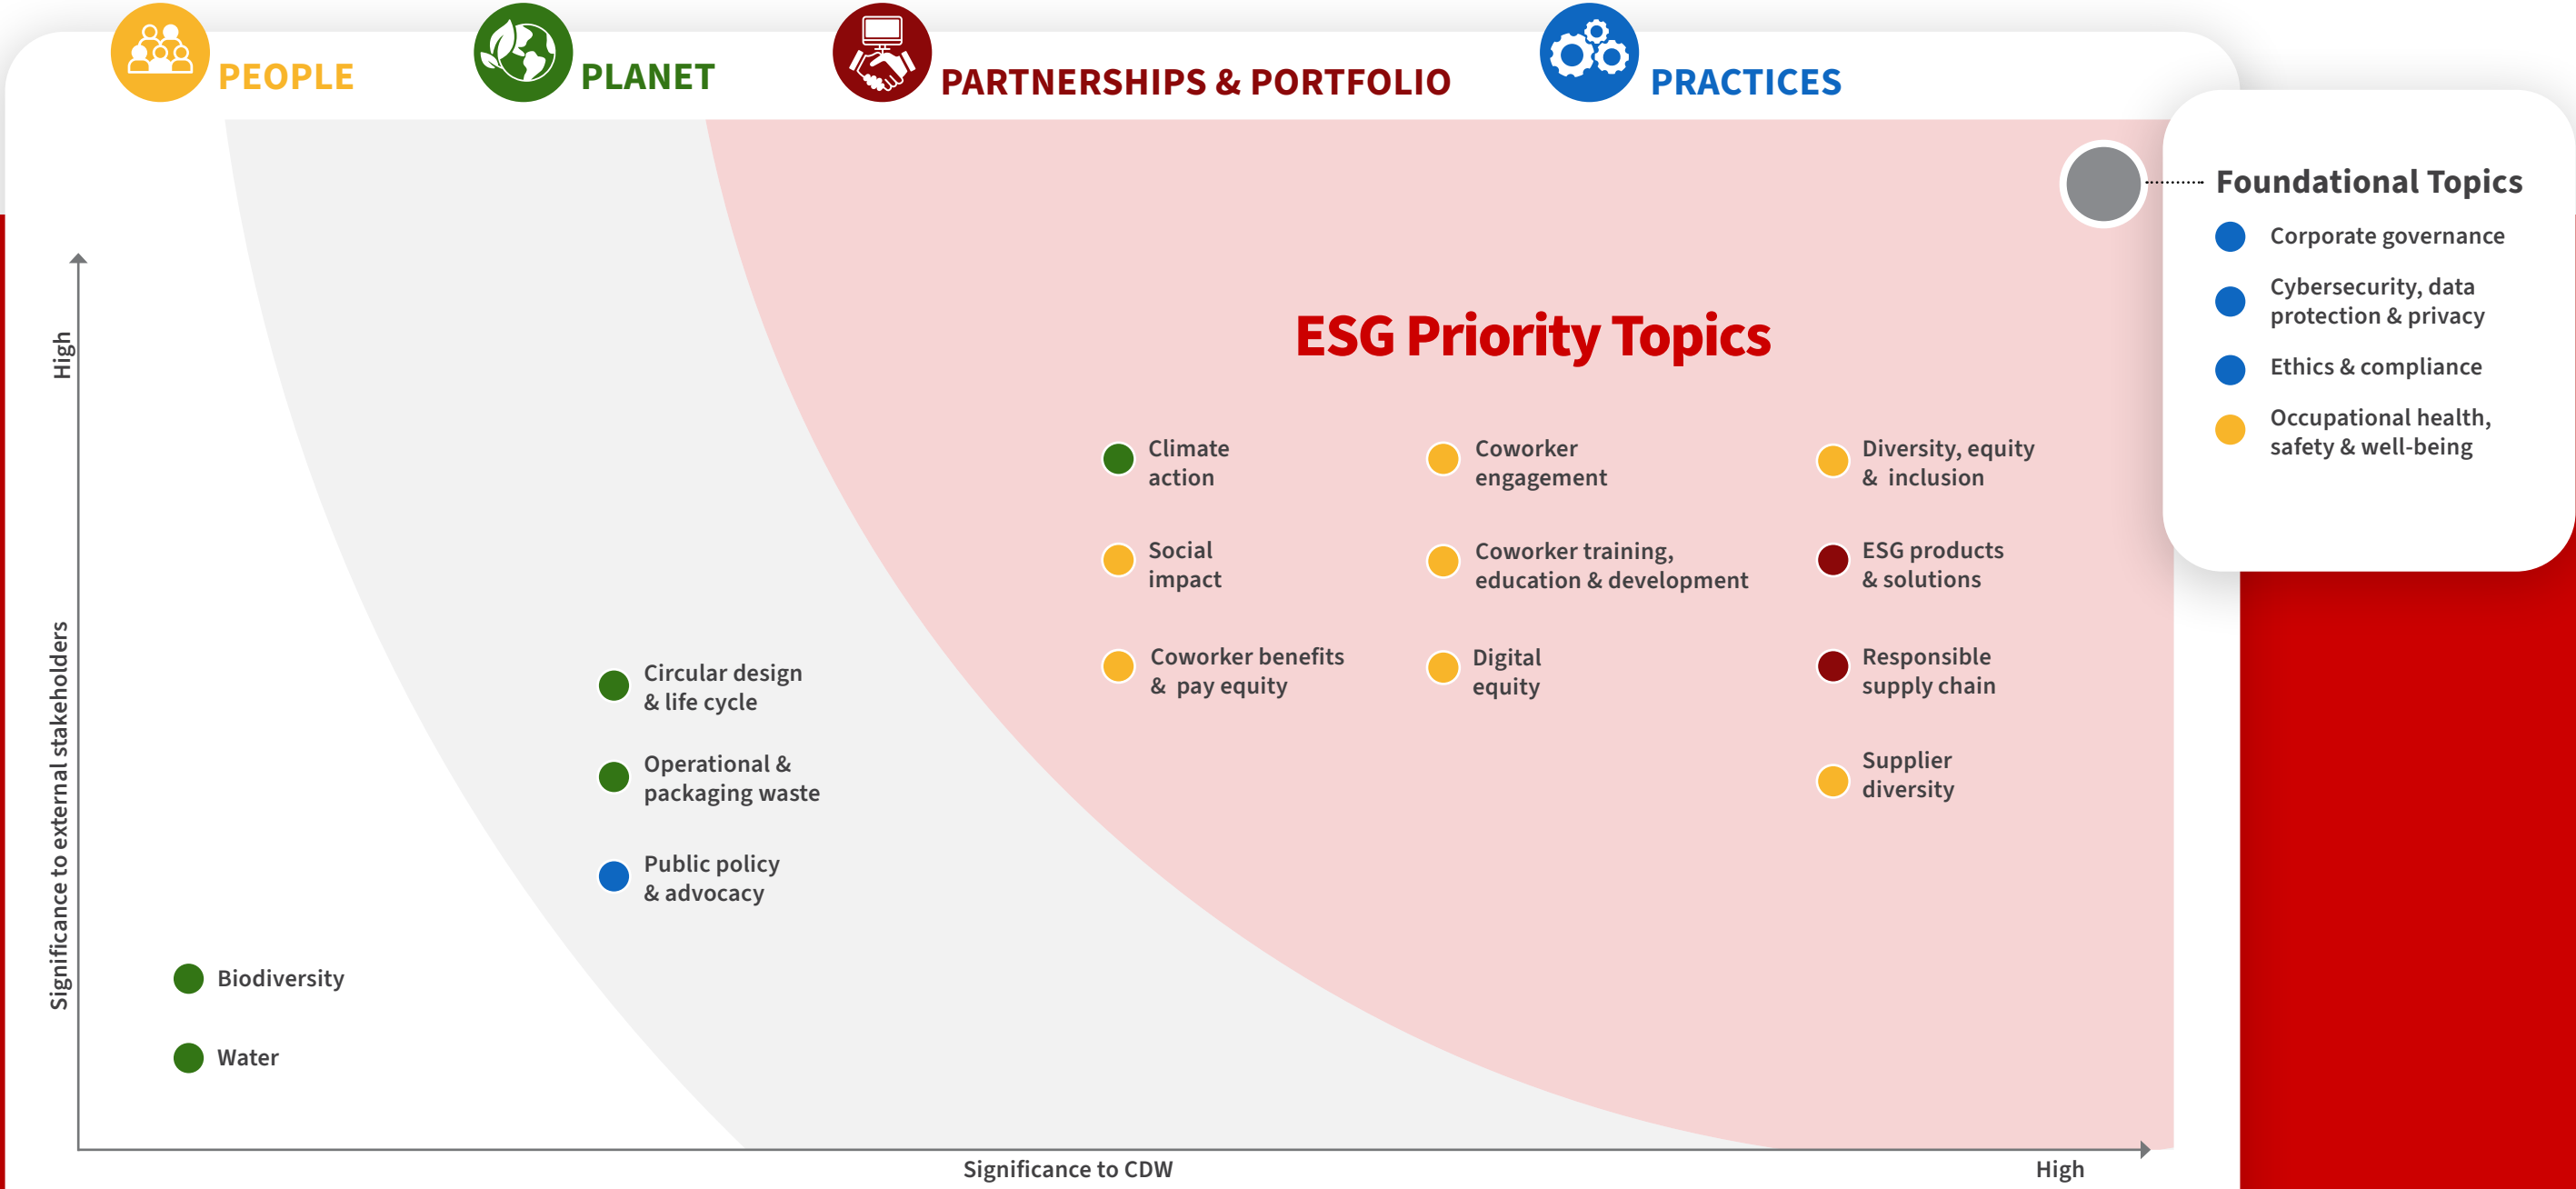 PEOPLE
PLANET
PARTNERSHIPS & PORTFOLIO
PRACTICES
Foundational Topics
Corporate governance
Cybersecurity, data
protection & privacy
Ethics & compliance
Occupational health,
safety & well-being
High
Significance to external stakeholders
ESG Priority Topics
Climate
action
Coworker
engagement
Diversity, equity
& inclusion
Social
impact
Coworker training,
education & development
ESG products
& solutions
Coworker benefits
& pay equity
Digital
equity
Responsible
supply chain
Supplier
diversity
Circular design
& life cycle
Operational &
packaging waste
Public policy
& advocacy
Biodiversity
Water
Significance to CDW
High